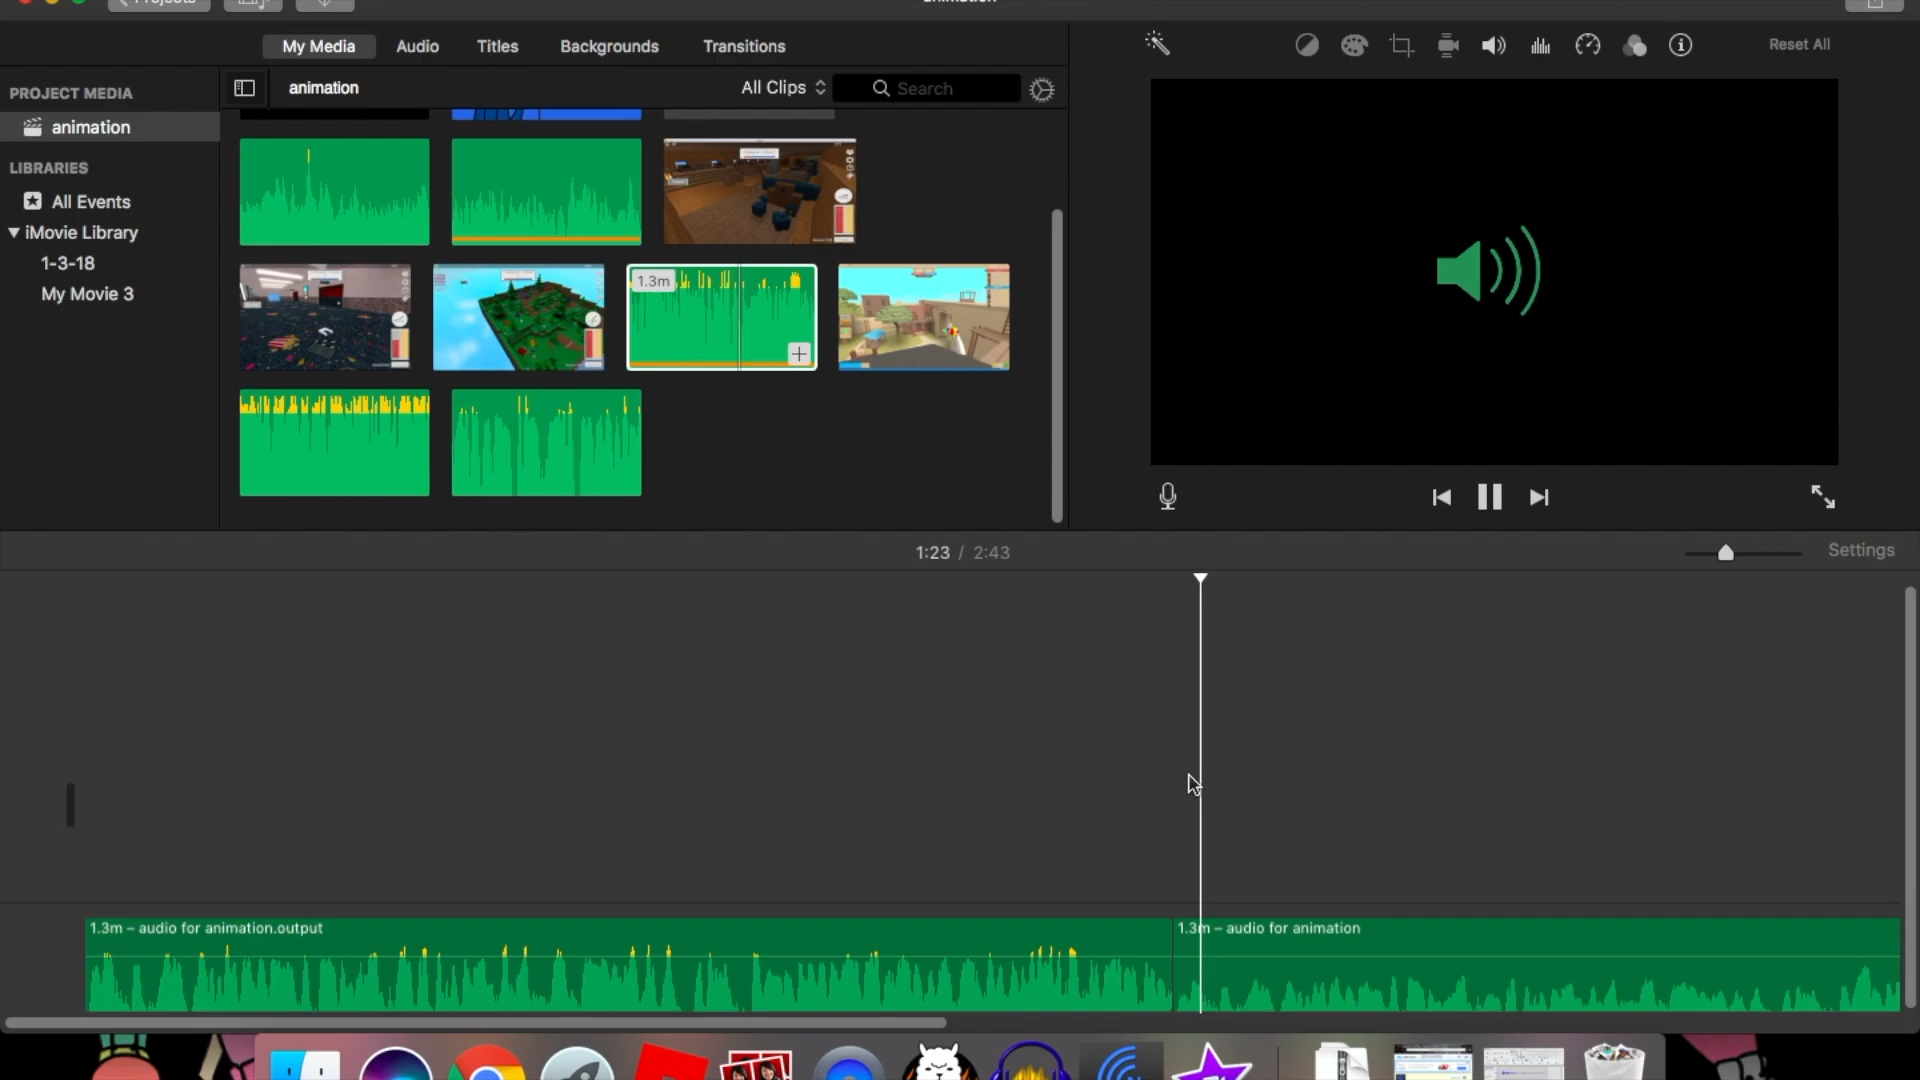 Projects
animation
My Media
Audio
Titles
Backgrounds
Transitions
Reset All
PROJECT MEDIA
animation
LIBRARIES
All Events
iMovie Library
1-3-18
My Movie 3
animation
All Clips
Search
1.3m
1:23 / 2:43
Settings
1.3m – audio for animation.output
1.3m – audio for animation